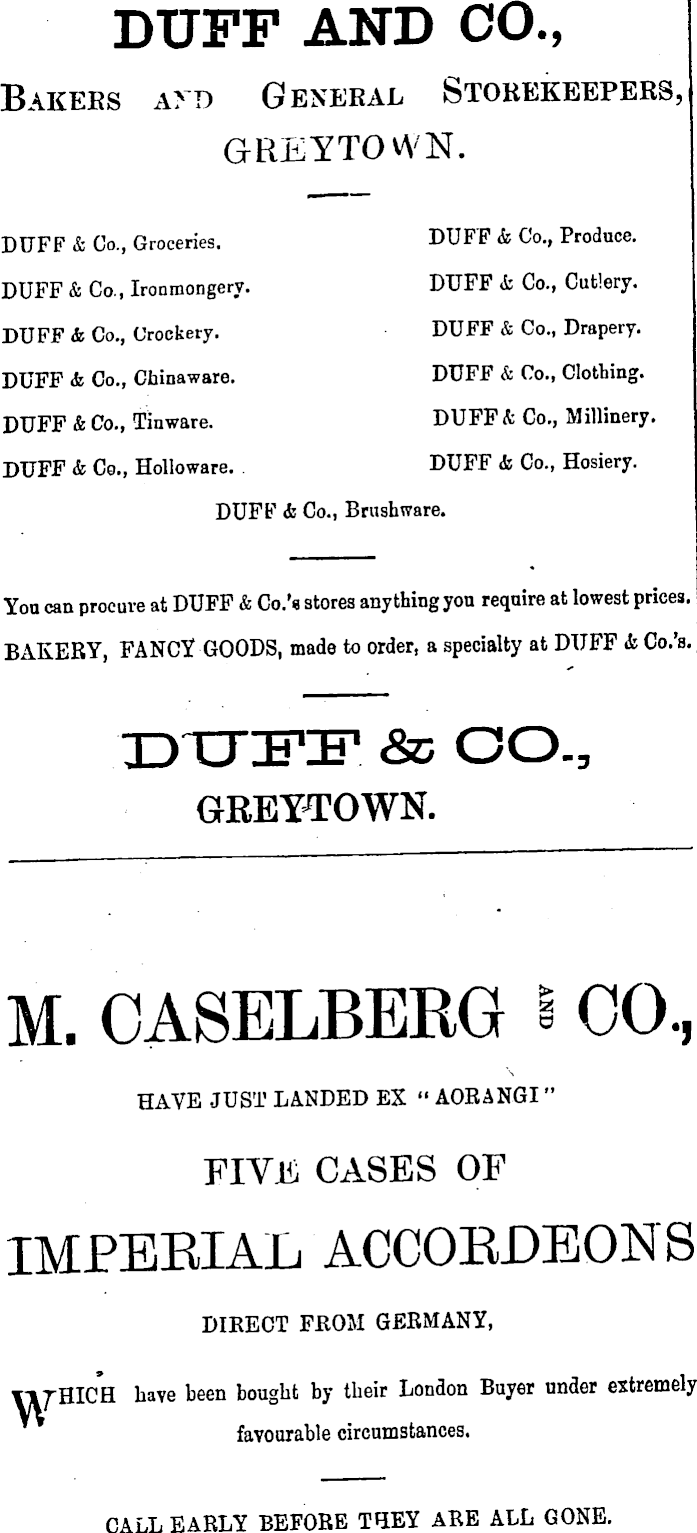 DUFF AND CO.,
BAKERS AND GENERAL STOREKEEPERS,
GREYTOWN.
DUFF & Co., Groceries.
DUFF & Co., Ironmongery.
DUFF & Co., Crockery.
DUFF & Co., Chinaware.
DUFF & Co., Tinware.
DUFF & Co., Holloware.
DUFF & Co., Produce.
DUFF & Co., Cutlery.
DUFF & Co., Drapery.
DUFF & Co., Clothing.
DUFF & Co., Millinery.
DUFF & Co., Hosiery.
DUFF & Co., Brushware.
You can procure at DUFF & Co.'s stores anything you require at lowest prices.
BAKERY, FANCY GOODS, made to order, a specialty at DUFF & Co.'s.
DUFF & CO.,
GREYTOWN.
M. CASELBERG AND CO.,
HAVE JUST LANDED EX "AORANGI"
FIVE CASES OF
IMPERIAL ACCORDEONS
DIRECT FROM GERMANY,
WHICH have been bought by their London Buyer under extremely
favourable circumstances.
CALL EARLY BEFORE THEY ARE ALL GONE.